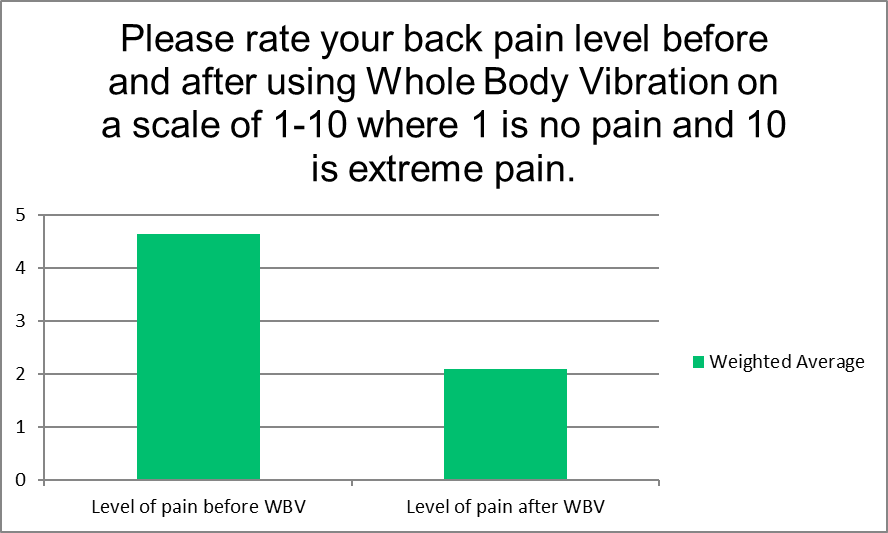 Please rate your back pain level before
and after using Whole Body Vibration on
a scale of 1-10 where 1 is no pain and 10
is extreme pain.
5
4
3
2
1
0
Level of pain before WBV
Level of pain after WBV
Weighted Average